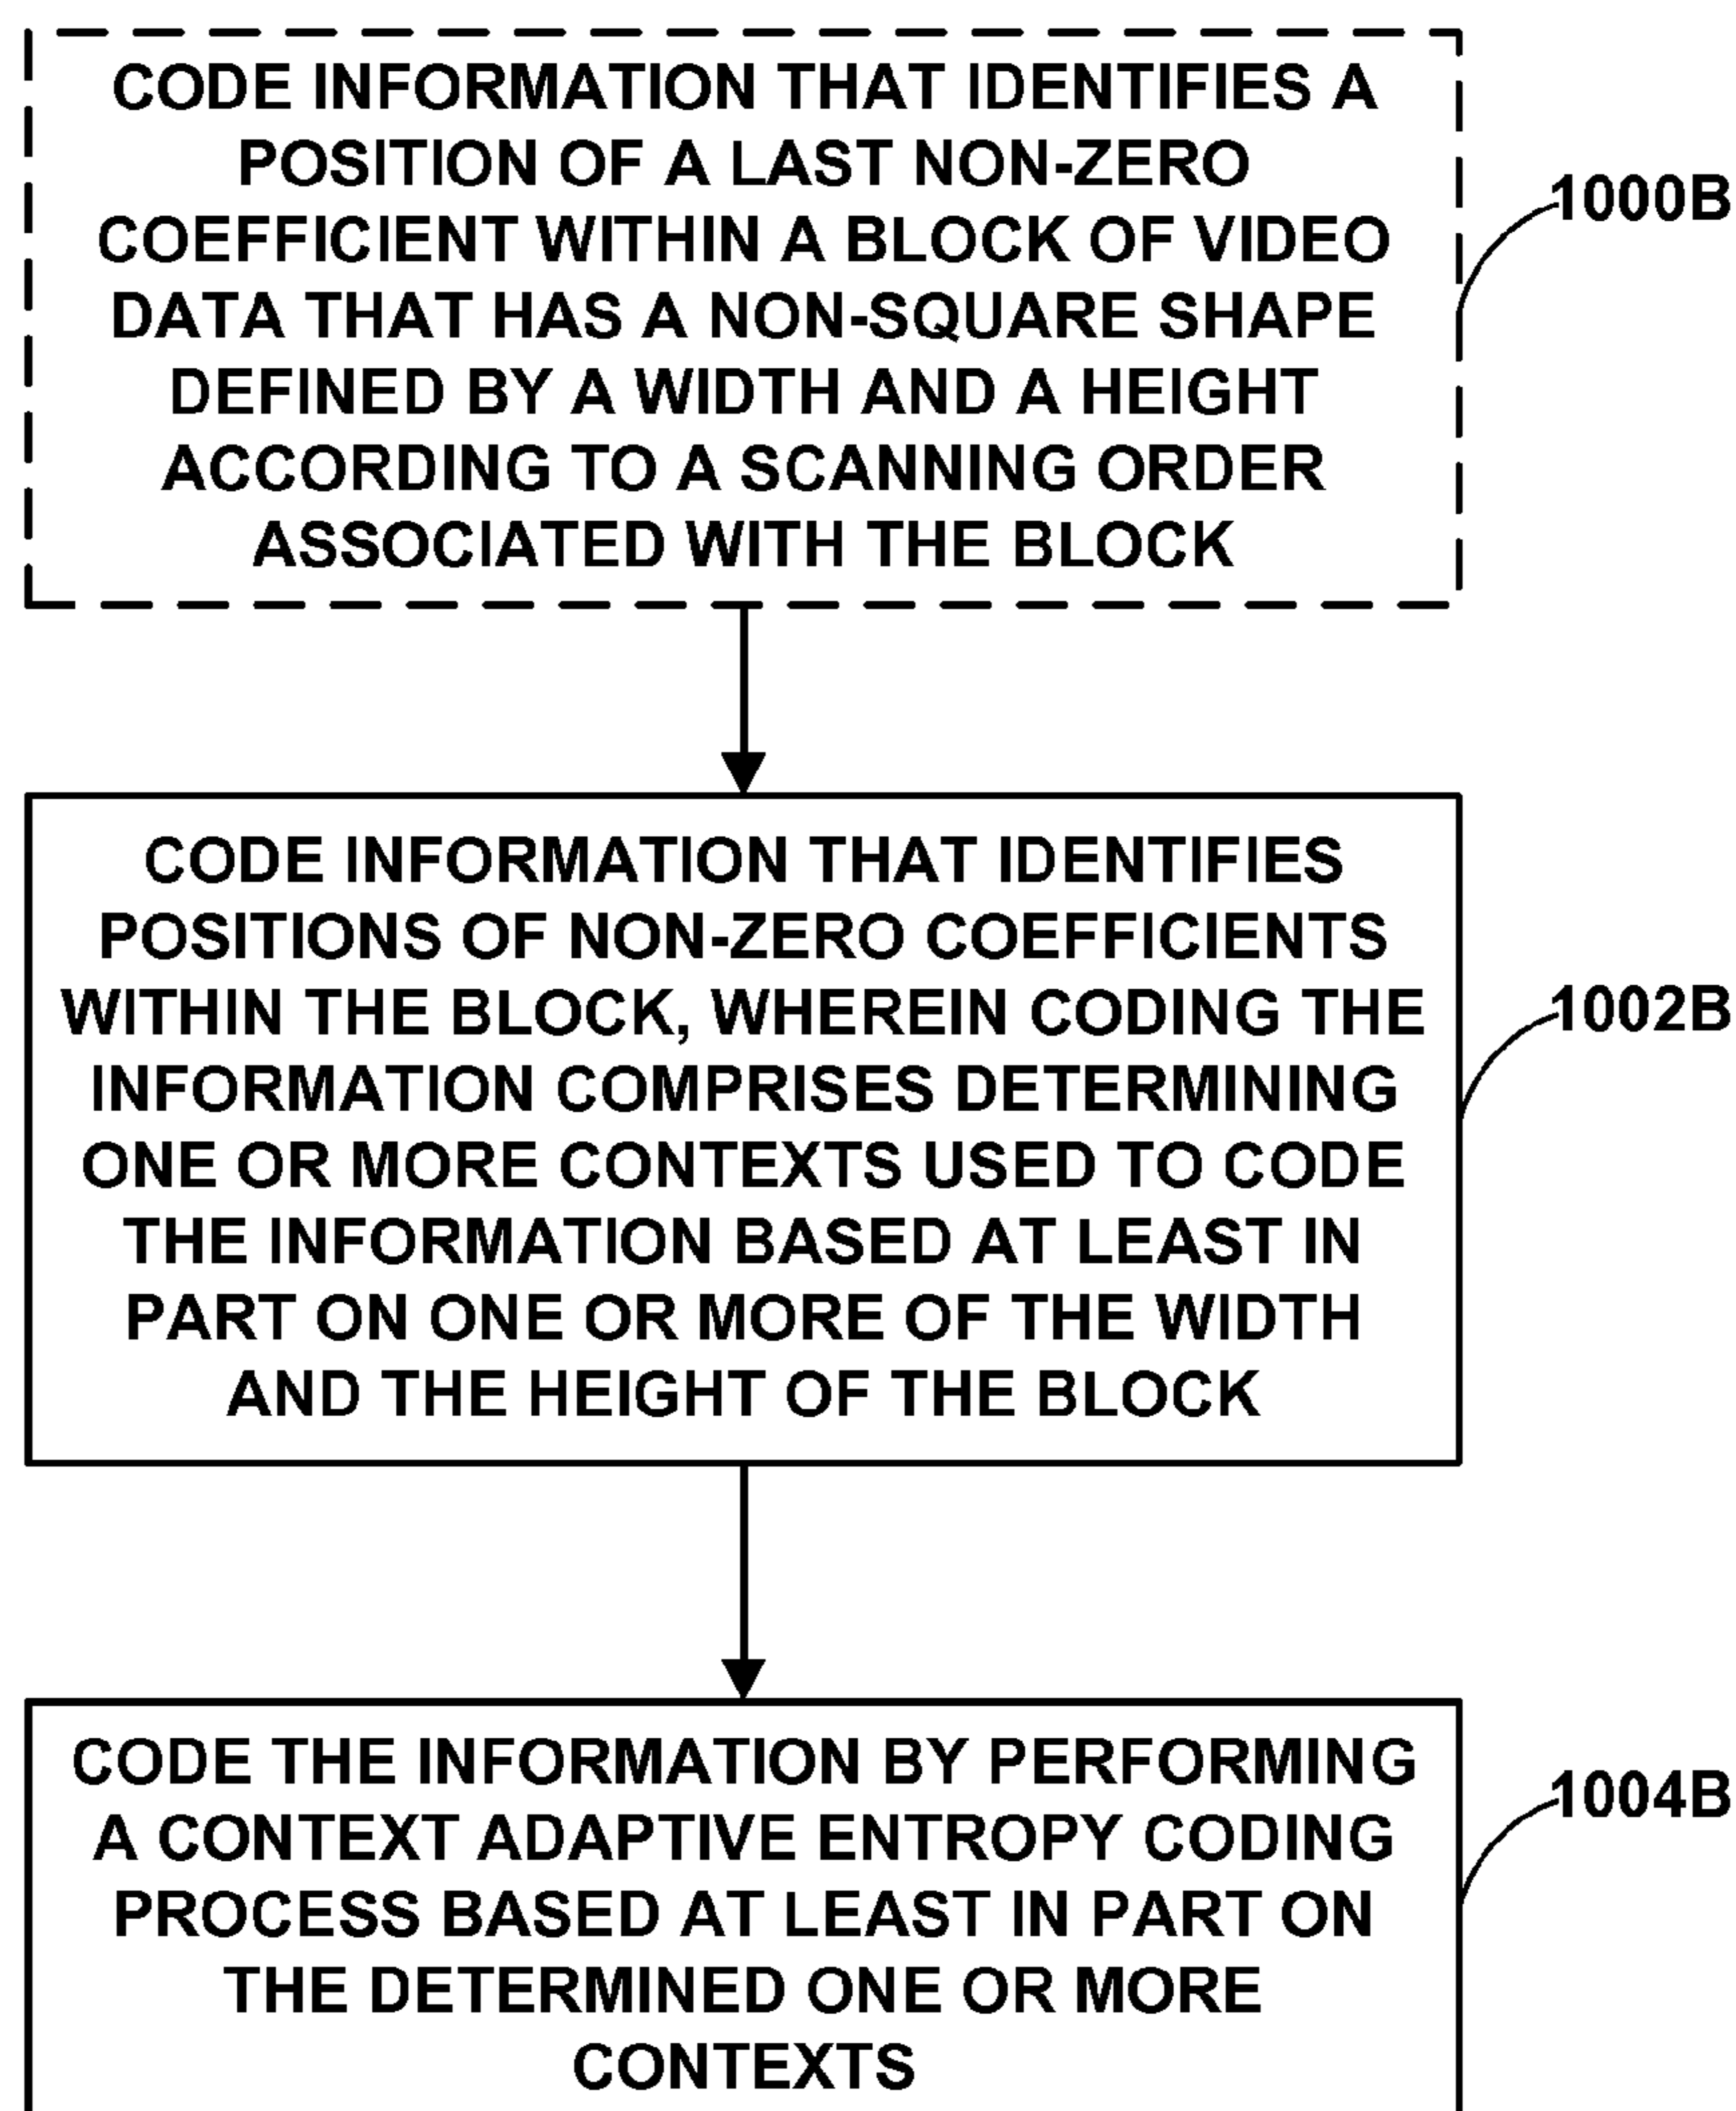 CODE INFORMATION THAT IDENTIFIES A
POSITION OF A LAST NON-ZERO
COEFFICIENT WITHIN A BLOCK OF VIDEO
DATA THAT HAS A NON-SQUARE SHAPE
DEFINED BY A WIDTH AND A HEIGHT
ACCORDING TO A SCANNING ORDER
ASSOCIATED WITH THE BLOCK
1000B
CODE INFORMATION THAT IDENTIFIES
POSITIONS OF NON-ZERO COEFFICIENTS
WITHIN THE BLOCK, WHEREIN CODING THE
INFORMATION COMPRISES DETERMINING
ONE OR MORE CONTEXTS USED TO CODE
THE INFORMATION BASED AT LEAST IN
PART ON ONE OR MORE OF THE WIDTH
AND THE HEIGHT OF THE BLOCK
1002B
CODE THE INFORMATION BY PERFORMING
A CONTEXT ADAPTIVE ENTROPY CODING
PROCESS BASED AT LEAST IN PART ON
THE DETERMINED ONE OR MORE
CONTEXTS
1004B